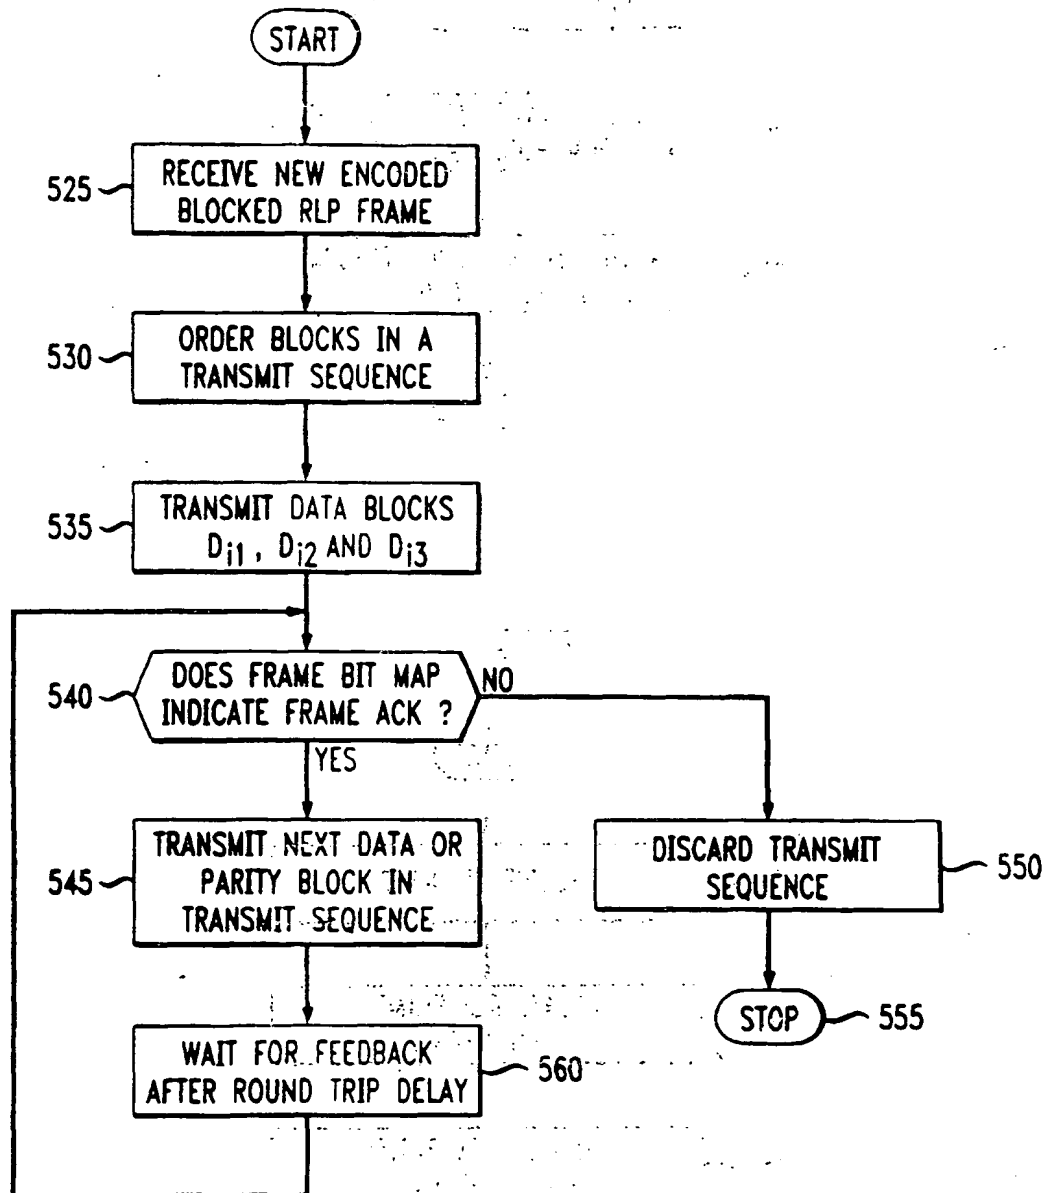 START
525
RECEIVE NEW ENCODED
BLOCKED RLP FRAME
530
ORDER BLOCKS IN A
TRANSMIT SEQUENCE
535
TRANSMIT DATA BLOCKS
Di1, Di2 AND Di3
540
DOES FRAME BIT MAP
INDICATE FRAME ACK ?
NO
YES
545
TRANSMIT NEXT DATA OR
PARITY BLOCK IN
TRANSMIT SEQUENCE
DISCARD TRANSMIT
SEQUENCE
550
STOP
555
WAIT FOR FEEDBACK
AFTER ROUND TRIP DELAY
560